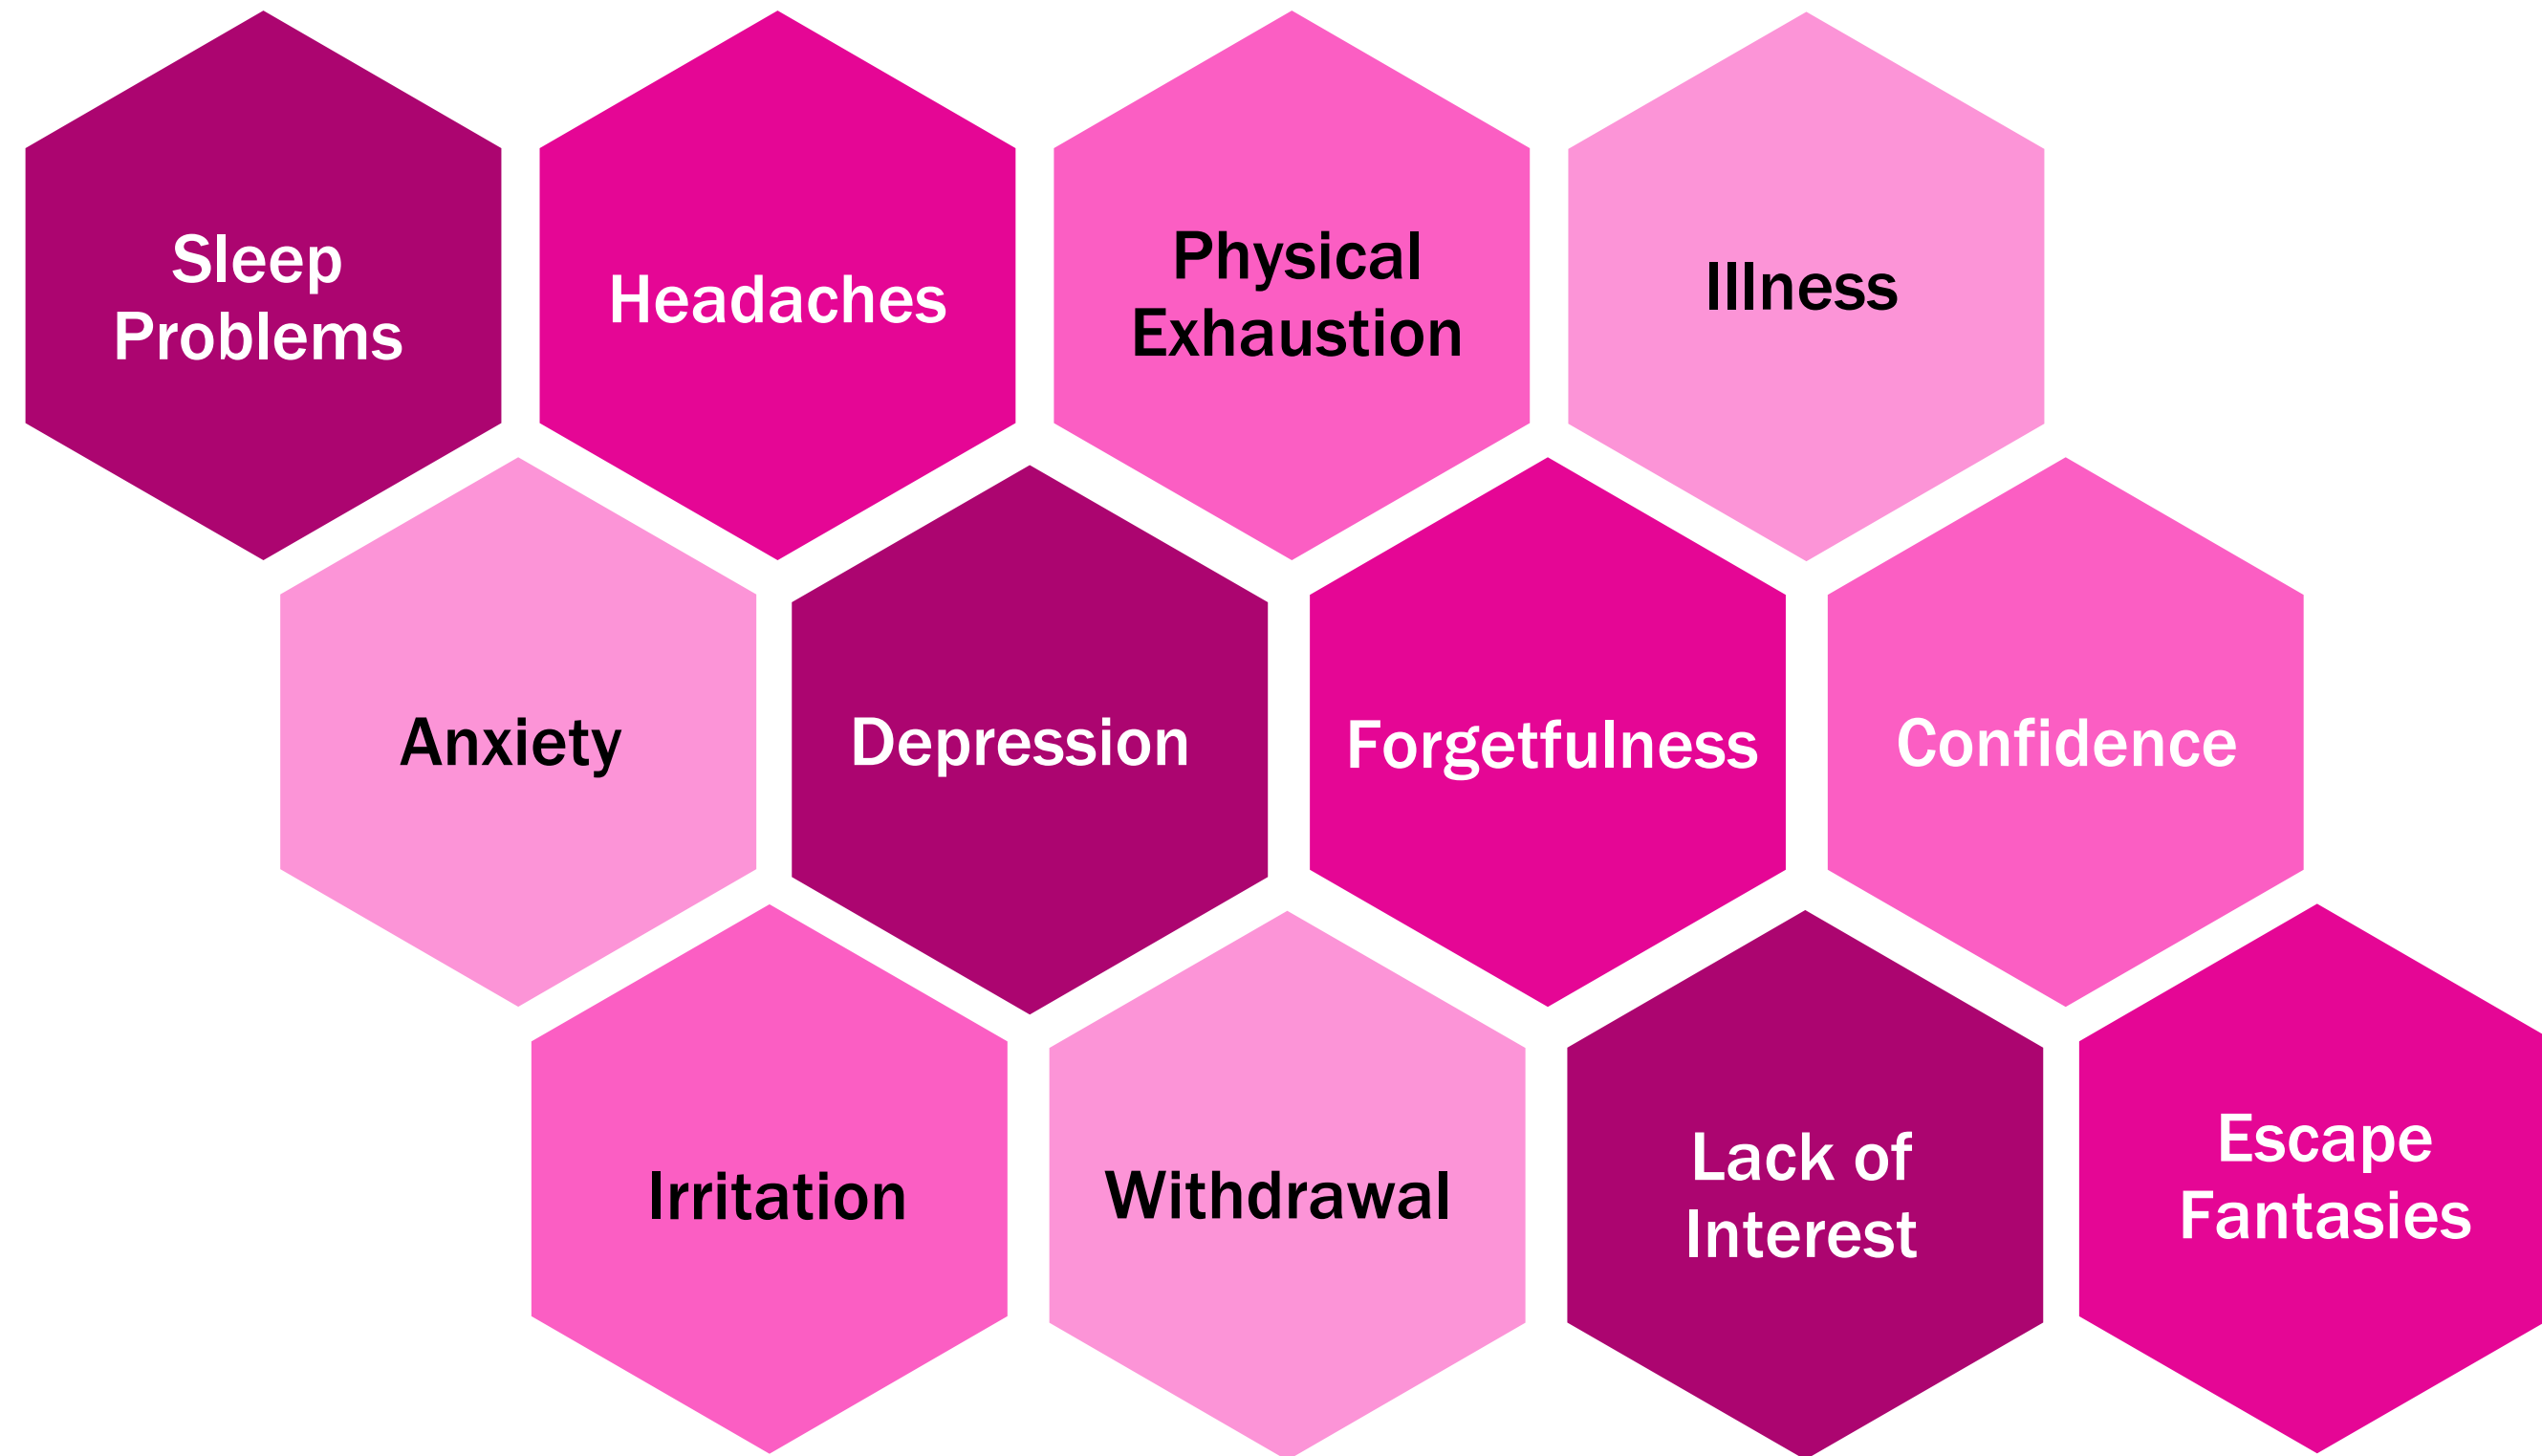 Sleep
Problems
Headaches
Physical
Exhaustion
Illness
Anxiety
Depression
Forgetfulness
Confidence
Irritation
Withdrawal
Lack of
Interest
Escape
Fantasies